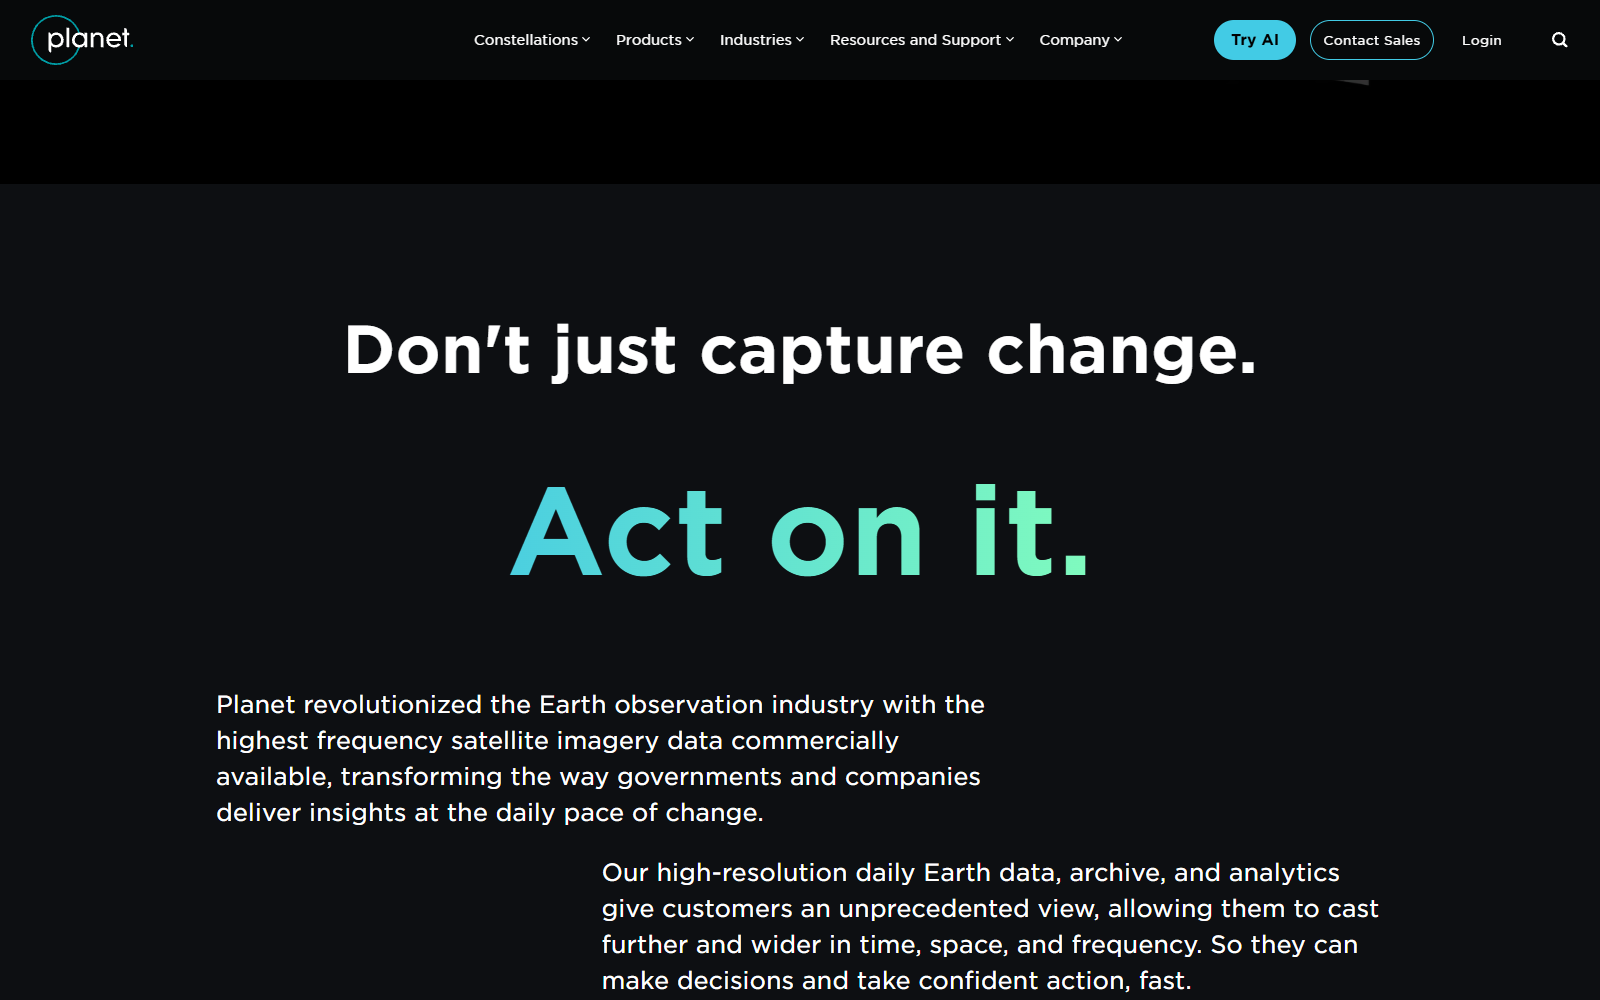 planet.
Constellations
Products
Industries
Resources and Support
Company
Try AI
Contact Sales
Login
Don't just capture change.
Act on it.
Planet revolutionized the Earth observation industry with the
highest frequency satellite imagery data commercially
available, transforming the way governments and companies
deliver insights at the daily pace of change.
Our high-resolution daily Earth data, archive, and analytics
give customers an unprecedented view, allowing them to cast
further and wider in time, space, and frequency. So they can
make decisions and take confident action, fast.